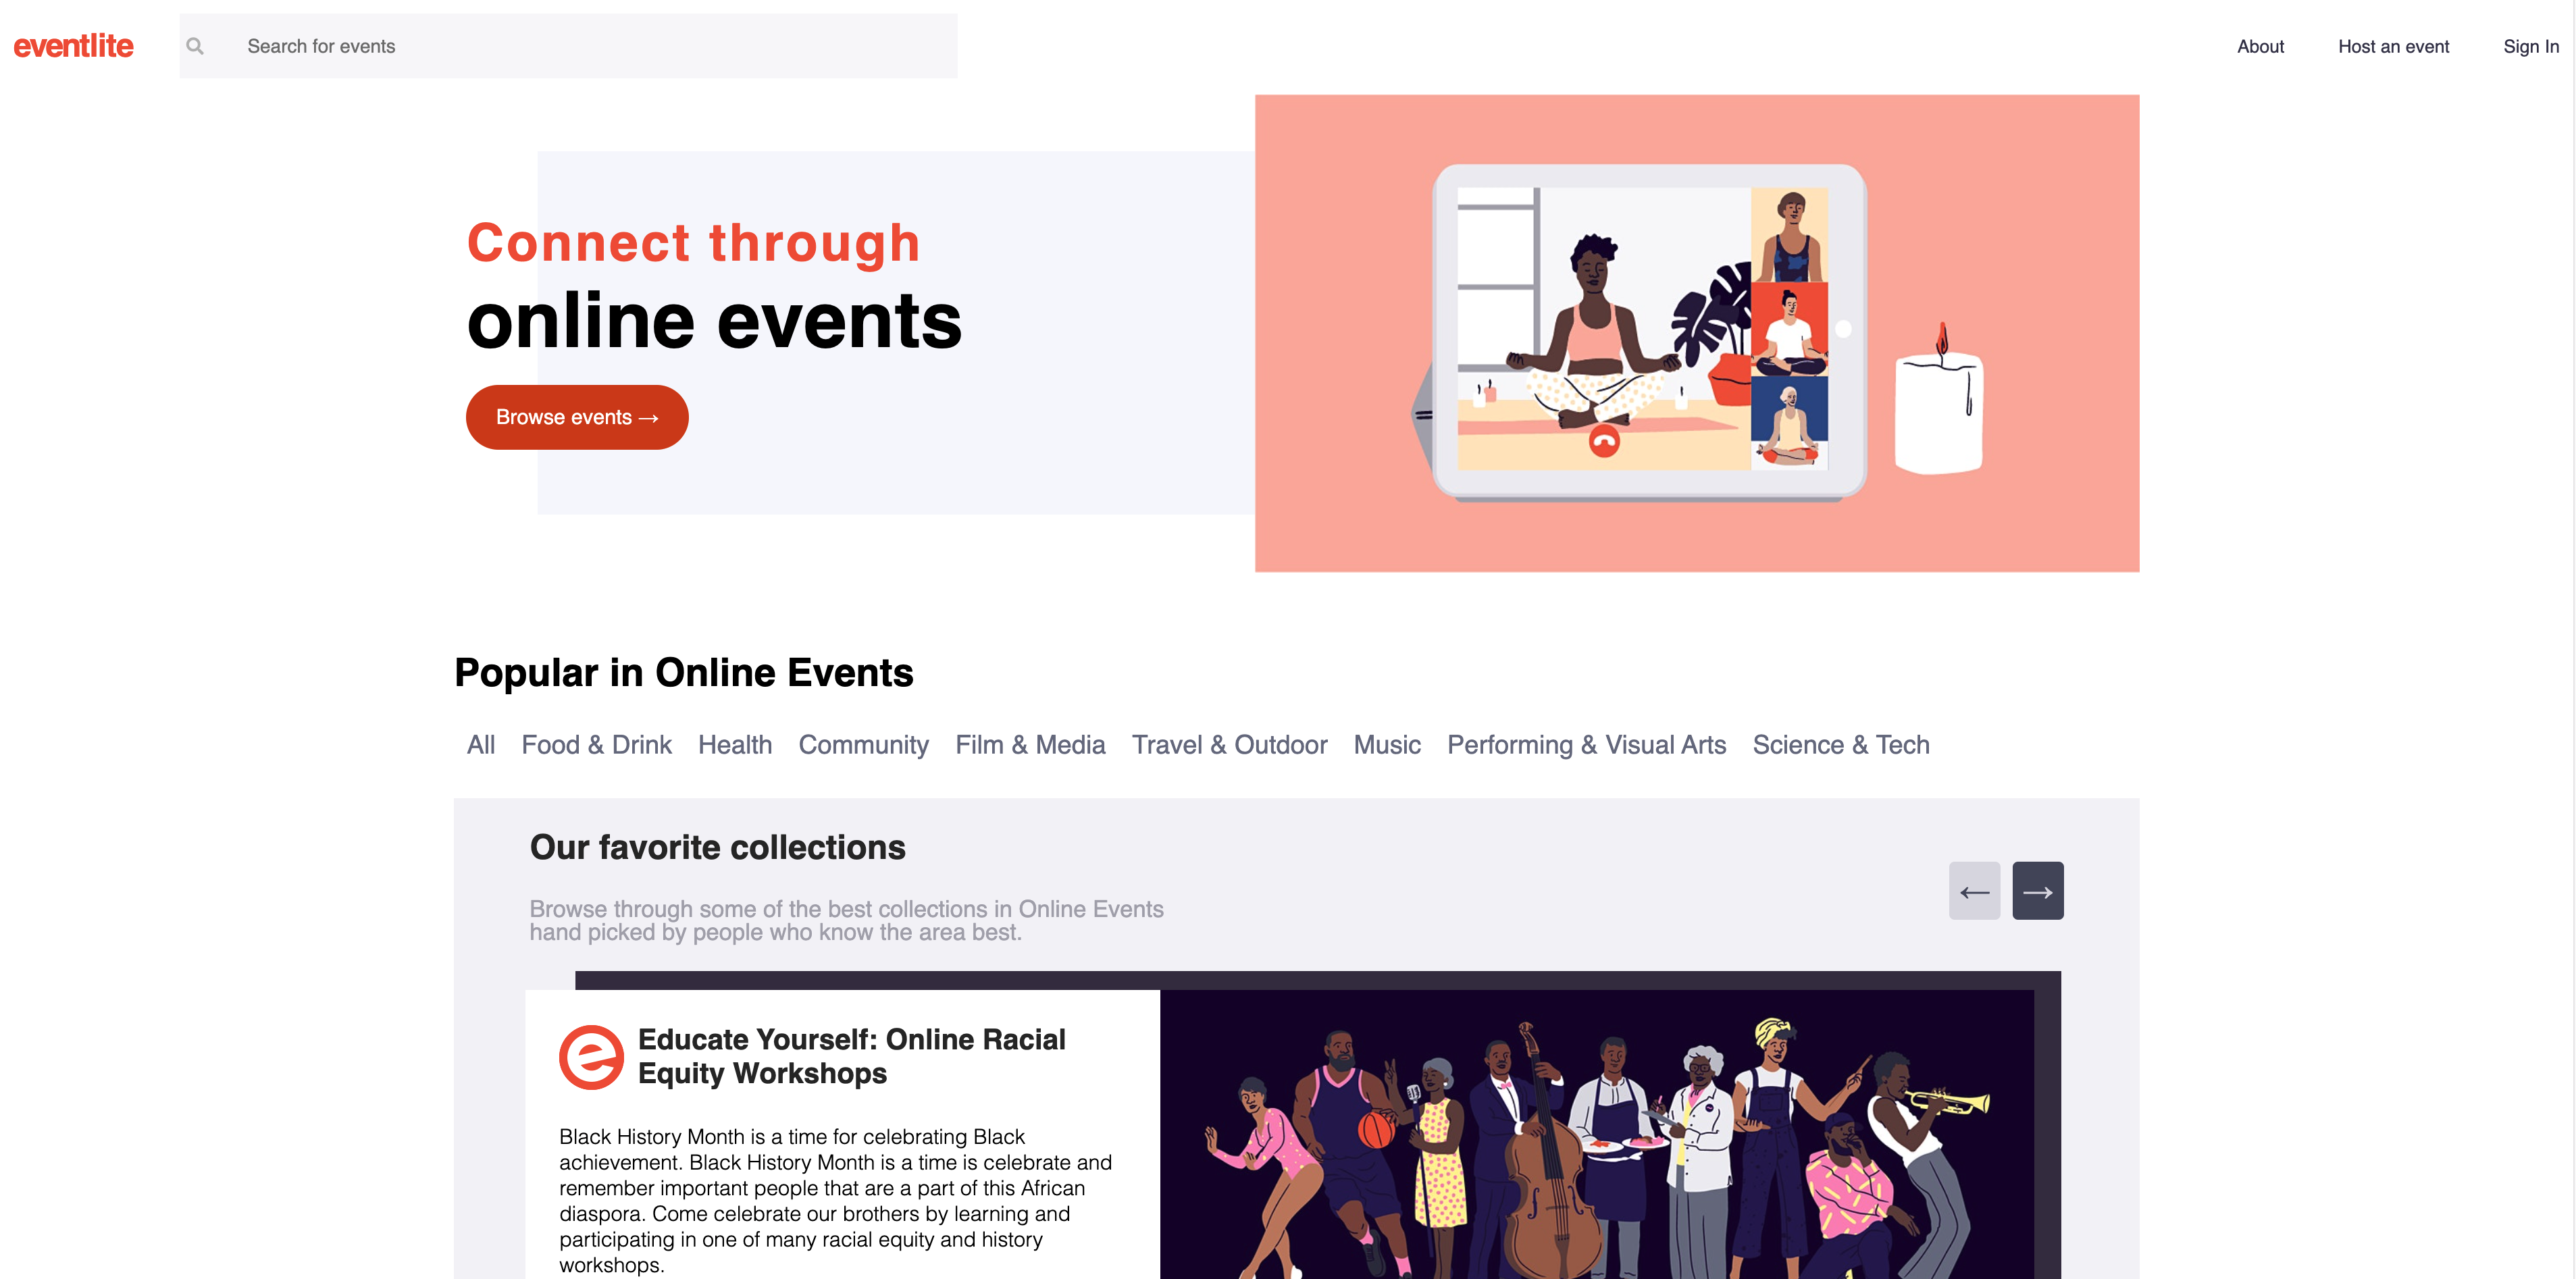 eventlite
Search for events
About
Host an event
Sign In
Connect through
online events
Browse events →
Popular in Online Events
All
Food & Drink
Health
Community
Film & Media
Travel & Outdoor
Music
Performing & Visual Arts
Science & Tech
Our favorite collections
Browse through some of the best collections in Online Events
hand picked by people who know the area best.
← →
Educate Yourself: Online Racial
Equity Workshops
Black History Month is a time for celebrating Black
achievement. Black History Month is a time is celebrate and
remember important people that are a part of this African
diaspora. Come celebrate our brothers by learning and
participating in one of many racial equity and history
workshops.